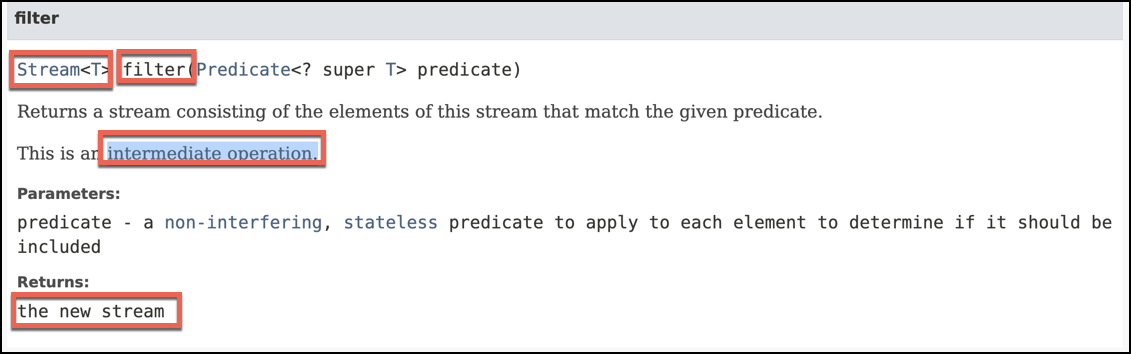 filter
Stream<T> filter(Predicate<? super T> predicate)
Returns a stream consisting of the elements of this stream that match the given predicate.
This is an intermediate operation.
Parameters:
predicate - a non-interfering, stateless predicate to apply to each element to determine if it should be
included
Returns:
the new stream